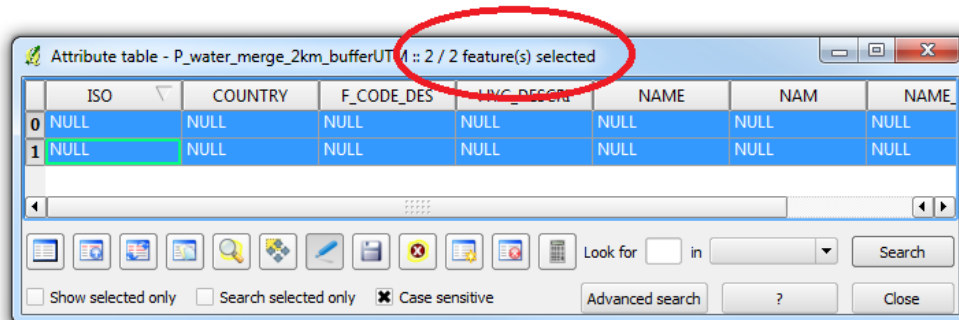 Attribute table - P_water_merge_2km_bufferUTM :: 2 / 2 feature(s) selected
ISO COUNTRY F_CODE_DES HYC_DESCRI NAME NAM NAME_
0 NULL NULL NULL NULL NULL NULL NULL
1 NULL NULL NULL NULL NULL NULL NULL
Look for in Search
Show selected only Search selected only Case sensitive Advanced search ? Close